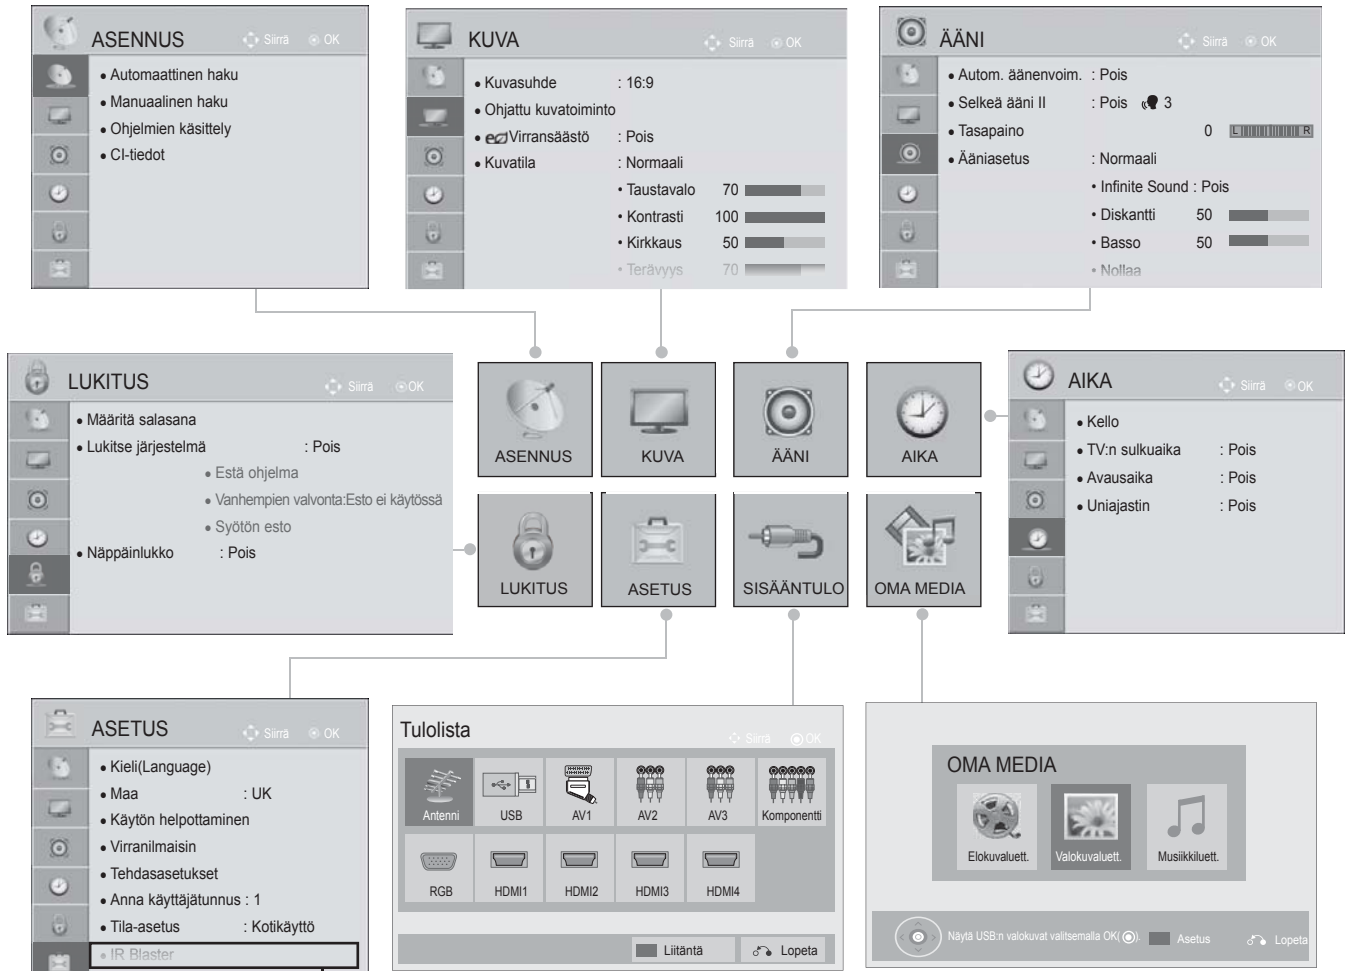 ASENNUS Siirrä OK
• Automaattinen haku
• Manuaalinen haku
• Ohjelmien käsittely
• CI-tiedot
KUVA Siirrä OK
• Kuvasuhde : 16:9
• Ohjattu kuvatoiminto
• eco Virransäästö : Pois
• Kuvatila : Normaali
• Taustavalo 70
• Kontrasti 100
• Kirkkaus 50
• Terävyys 70
ÄÄNI Siirrä OK
• Autom. äänenvoim. : Pois
• Selkeä ääni II : Pois 3
• Tasapaino 0 L R
• Ääniasetus : Normaali
• Infinite Sound : Pois
• Diskantti 50
• Basso 50
• Nollaa
LUKITUS Siirrä OK
• Määritä salasana
• Lukitse järjestelmä : Pois
• Estä ohjelma
• Vanhempien valvonta:Esto ei käytössä
• Syötön esto
• Näppäinlukko : Pois
ASENNUS
KUVA
ÄÄNI
AIKA
LUKITUS
ASETUS
SISÄÄNTULO
OMA MEDIA
AIKA Siirrä OK
• Kello
• TV:n sulkuaika : Pois
• Avausaika : Pois
• Uniajastin : Pois
ASETUS Siirrä OK
• Kieli(Language)
• Maa : UK
• Käytön helpottaminen
• Virranilmaisin
• Tehdasasetukset
• Anna käyttäjätunnus : 1
• Tila-asetus : Kotikäyttö
• IR Blaster
Tulolista Siirrä OK
Antenni USB AV1 AV2 AV3 Komponentti
RGB HDMI1 HDMI2 HDMI3 HDMI4
Liitäntä Lopeta
OMA MEDIA
Elokuvaluett. Valokuvaluett. Musiikkiluett.
Näytä USB:n valokuvat valitsemalla OK(◉). Asetus Lopeta